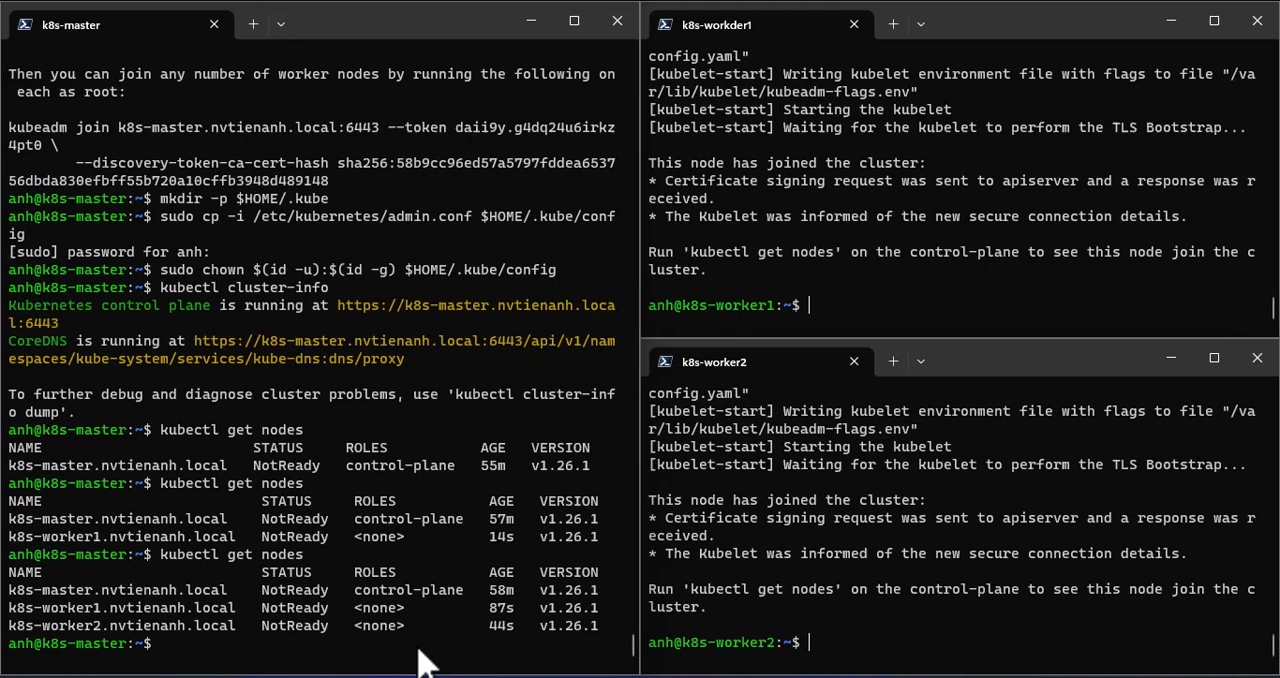 k8s-master
Then you can join any number of worker nodes by running the following on
each as root:
kubeadm join k8s-master.nvtienanh.local:6443 --token daii9y.g4dq24u6irkz
4pt0 \
--discovery-token-ca-cert-hash sha256:58b9cc96ed57a5797fddea6537
56dbda830efbff55b720a10cffb3948d489148
anh@k8s-master:~$ mkdir -p $HOME/.kube
anh@k8s-master:~$ sudo cp -i /etc/kubernetes/admin.conf $HOME/.kube/conf
ig
[sudo] password for anh:
anh@k8s-master:~$ sudo chown $(id -u):$(id -g) $HOME/.kube/config
anh@k8s-master:~$ kubectl cluster-info
Kubernetes control plane is running at https://k8s-master.nvtienanh.loca
l:6443
CoreDNS is running at https://k8s-master.nvtienanh.local:6443/api/v1/nam
espaces/kube-system/services/kube-dns:dns/proxy
To further debug and diagnose cluster problems, use 'kubectl cluster-inf
o dump'.
anh@k8s-master:~$ kubectl get nodes
NAME STATUS ROLES AGE VERSION
k8s-master.nvtienanh.local NotReady control-plane 55m v1.26.1
anh@k8s-master:~$ kubectl get nodes
NAME STATUS ROLES AGE VERSION
k8s-master.nvtienanh.local NotReady control-plane 57m v1.26.1
k8s-worker1.nvtienanh.local NotReady <none> 14s v1.26.1
anh@k8s-master:~$ kubectl get nodes
NAME STATUS ROLES AGE VERSION
k8s-master.nvtienanh.local NotReady control-plane 58m v1.26.1
k8s-worker1.nvtienanh.local NotReady <none> 87s v1.26.1
k8s-worker2.nvtienanh.local NotReady <none> 44s v1.26.1
anh@k8s-master:~$
k8s-workder1
config.yaml"
[kubelet-start] Writing kubelet environment file with flags to file "/va
r/lib/kubelet/kubeadm-flags.env"
[kubelet-start] Starting the kubelet
[kubelet-start] Waiting for the kubelet to perform the TLS Bootstrap...
This node has joined the cluster:
* Certificate signing request was sent to apiserver and a response was r
eceived.
* The Kubelet was informed of the new secure connection details.
Run 'kubectl get nodes' on the control-plane to see this node join the c
luster.
anh@k8s-worker1:~$
k8s-worker2
config.yaml"
[kubelet-start] Writing kubelet environment file with flags to file "/va
r/lib/kubelet/kubeadm-flags.env"
[kubelet-start] Starting the kubelet
[kubelet-start] Waiting for the kubelet to perform the TLS Bootstrap...
This node has joined the cluster:
* Certificate signing request was sent to apiserver and a response was r
eceived.
* The Kubelet was informed of the new secure connection details.
Run 'kubectl get nodes' on the control-plane to see this node join the c
luster.
anh@k8s-worker2:~$